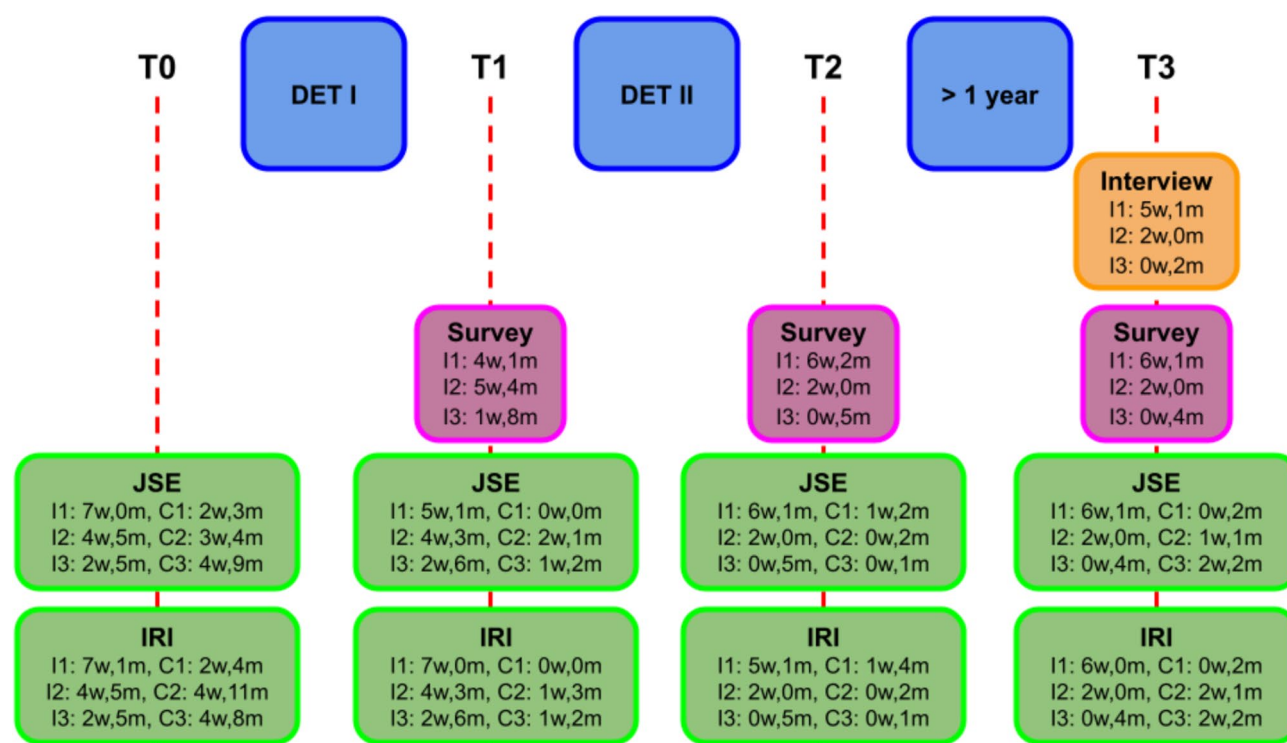 T0
DET I
T1
DET II
T2
> 1 year
T3
Interview
I1: 5w,1m
I2: 2w,0m
I3: 0w,2m
Survey
I1: 4w,1m
I2: 5w,4m
I3: 1w,8m
Survey
I1: 6w,2m
I2: 2w,0m
I3: 0w,5m
Survey
I1: 6w,1m
I2: 2w,0m
I3: 0w,4m
JSE
I1: 7w,0m, C1: 2w,3m
I2: 4w,5m, C2: 3w,4m
I3: 2w,5m, C3: 4w,9m
JSE
I1: 5w,1m, C1: 0w,0m
I2: 4w,3m, C2: 2w,1m
I3: 2w,6m, C3: 1w,2m
JSE
I1: 6w,1m, C1: 1w,2m
I2: 2w,0m, C2: 0w,2m
I3: 0w,5m, C3: 0w,1m
JSE
I1: 6w,1m, C1: 0w,2m
I2: 2w,0m, C2: 1w,1m
I3: 0w,4m, C3: 2w,2m
IRI
I1: 7w,1m, C1: 2w,4m
I2: 4w,5m, C2: 4w,11m
I3: 2w,5m, C3: 4w,8m
IRI
I1: 7w,0m, C1: 0w,0m
I2: 4w,3m, C2: 1w,3m
I3: 2w,6m, C3: 1w,2m
IRI
I1: 5w,1m, C1: 1w,4m
I2: 2w,0m, C2: 0w,2m
I3: 0w,5m, C3: 0w,1m
IRI
I1: 6w,0m, C1: 0w,2m
I2: 2w,0m, C2: 2w,1m
I3: 0w,4m, C3: 2w,2m